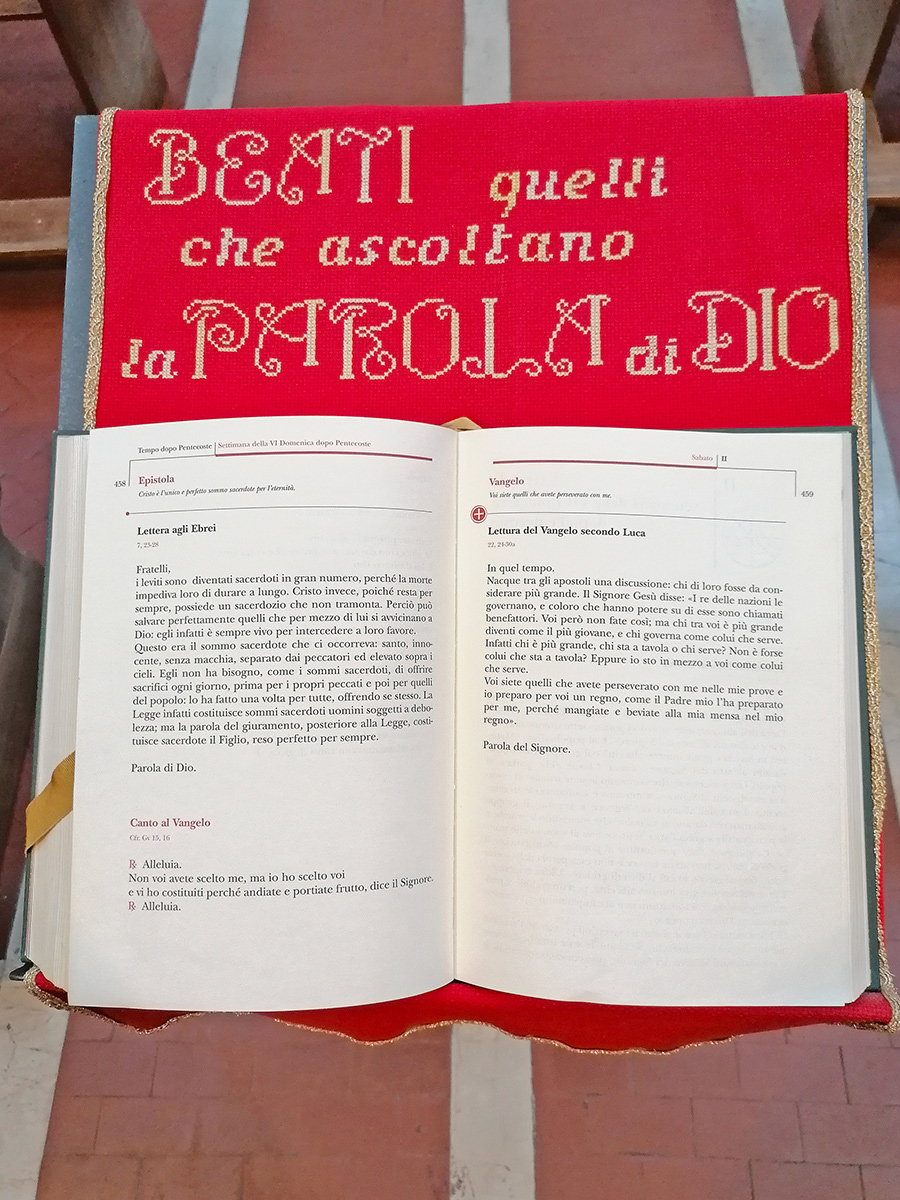 BEATI quelli
che ascoltano
la PAROLA di DIO
Tempo dopo Pentecoste | Settimana della VI Domenica dopo Pentecoste
458
Epistola
Cristo è l'unico e perfetto sommo sacerdote per l'eternità.
Lettera agli Ebrei
7, 23-28
Fratelli,
i leviti sono diventati sacerdoti in gran numero, perché la morte
impediva loro di durare a lungo. Cristo invece, poiché resta per
sempre, possiede un sacerdozio che non tramonta. Perciò può
salvare perfettamente quelli che per mezzo di lui si avvicinano a
Dio: egli infatti è sempre vivo per intercedere a loro favore.
Questo era il sommo sacerdote che ci occorreva: santo, inno-
cente, senza macchia, separato dai peccatori ed elevato sopra i
cieli. Egli non ha bisogno, come i sommi sacerdoti, di offrire
sacrifici ogni giorno, prima per i propri peccati e poi per quelli
del popolo: lo ha fatto una volta per tutte, offrendo se stesso. La
Legge infatti costituisce sommi sacerdoti uomini soggetti a debo-
lezza; ma la parola del giuramento, posteriore alla Legge, costi-
tuisce sacerdote il Figlio, reso perfetto per sempre.
Parola di Dio.
Canto al Vangelo
Cfr. Gv 15, 16
℟ Alleluia.
Non voi avete scelto me, ma io ho scelto voi
e vi ho costituiti perché andiate e portiate frutto, dice il Signore.
℟ Alleluia.
Sabato | II
459
Vangelo
Voi siete quelli che avete perseverato con me.
Lettura del Vangelo secondo Luca
22, 24-30a
In quel tempo.
Nacque tra gli apostoli una discussione: chi di loro fosse da con-
siderare più grande. Il Signore Gesù disse: «I re delle nazioni le
governano, e coloro che hanno potere su di esse sono chiamati
benefattori. Voi però non fate così; ma chi tra voi è più grande
diventi come il più giovane, e chi governa come colui che serve.
Infatti chi è più grande, chi sta a tavola o chi serve? Non è forse
colui che sta a tavola? Eppure io sto in mezzo a voi come colui
che serve.
Voi siete quelli che avete perseverato con me nelle mie prove e
io preparo per voi un regno, come il Padre mio l'ha preparato
per me, perché mangiate e beviate alla mia mensa nel mio
regno».
Parola del Signore.